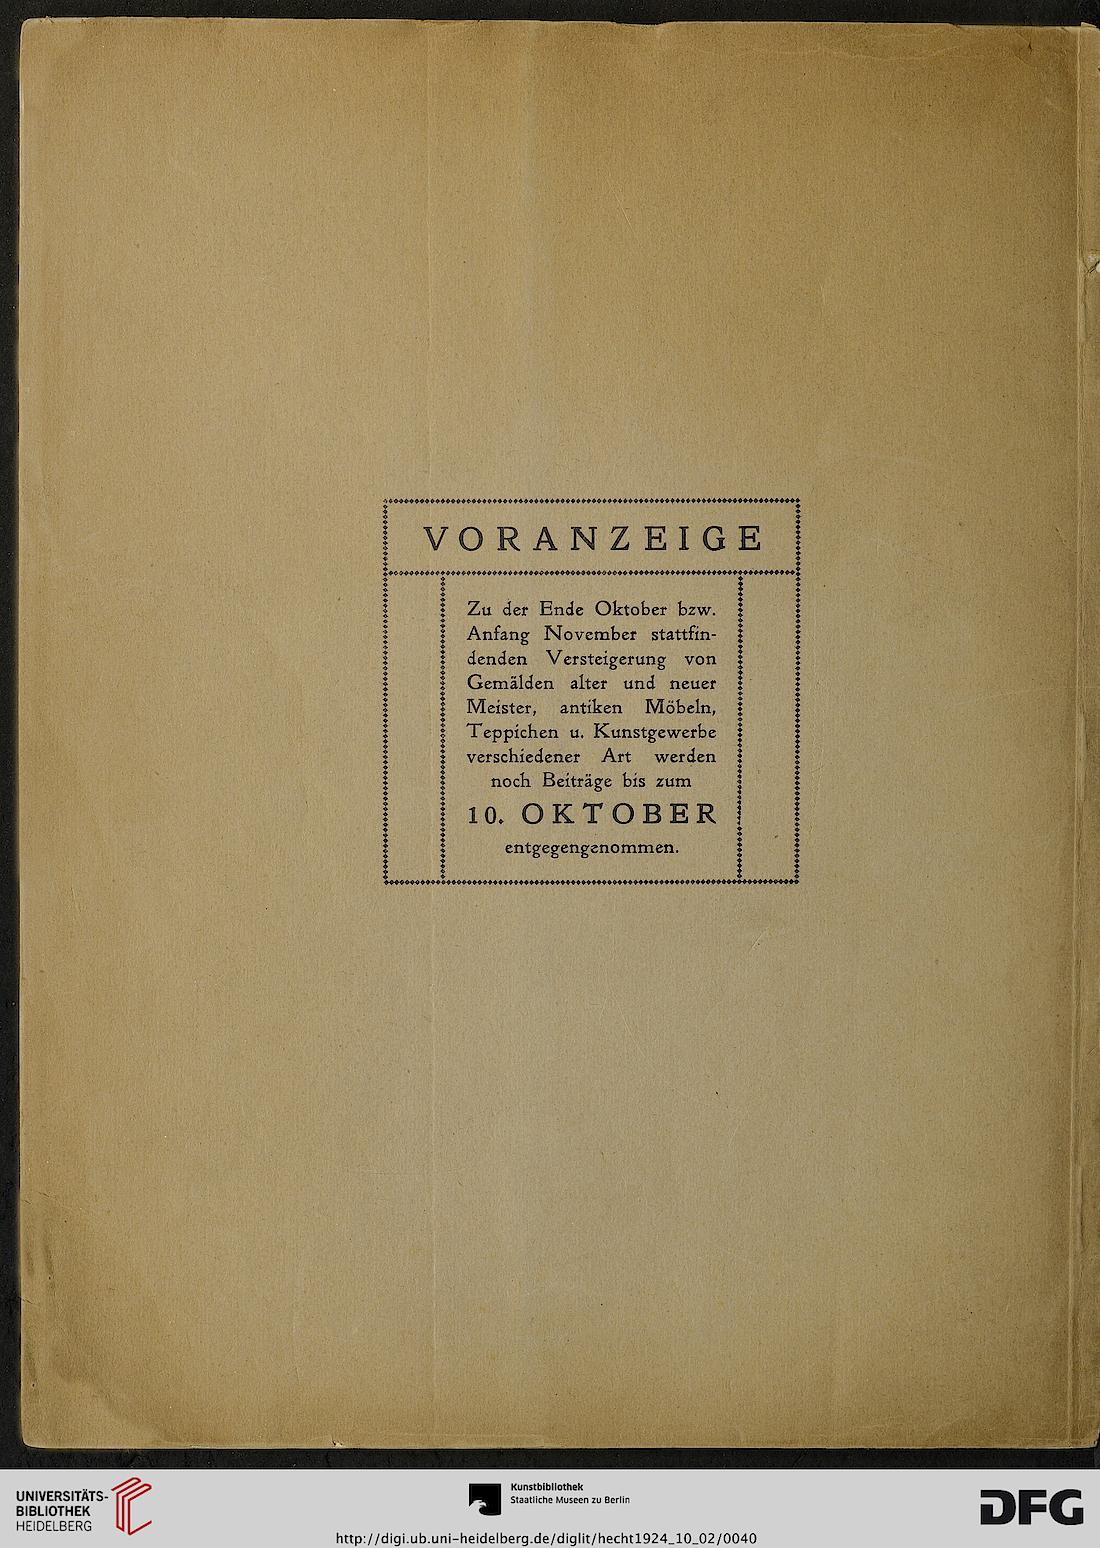 VORANZEIGE
Zu der Ende Oktober bzw.
Anfang November stattfin-
denden Versteigerung von
Gemälden alter und neuer
Meister, antiken Möbeln,
Teppichen u. Kunstgewerbe
verschiedener Art werden
noch Beiträge bis zum
10. OKTOBER
entgegengenommen.
UNIVERSITÄTS-
BIBLIOTHEK
HEIDELBERG
Kunstbibliothek
Staatliche Museen zu Berlin
DFG
http://digi.ub.uni-heidelberg.de/diglit/hecht1924_10_02/0040